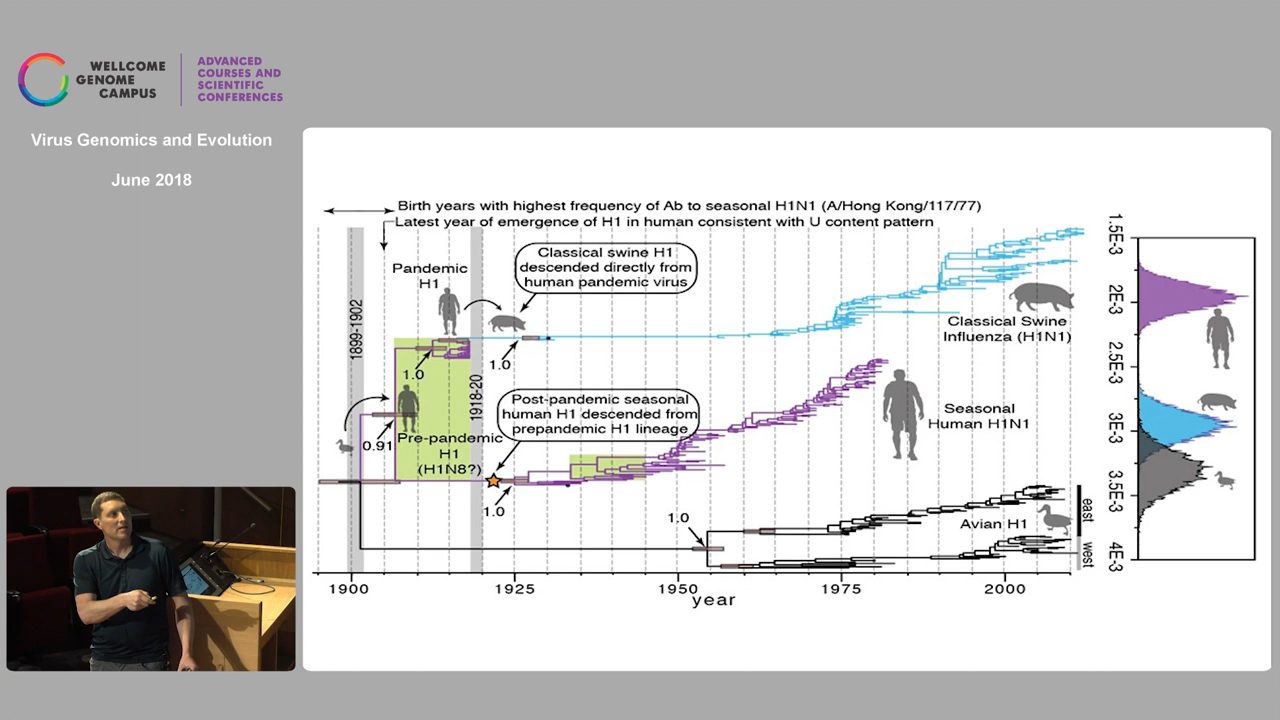 WELLCOME
GENOME
CAMPUS
ADVANCED
COURSES AND
SCIENTIFIC
CONFERENCES
Virus Genomics and Evolution
June 2018
Birth years with highest frequency of Ab to seasonal H1N1 (A/Hong Kong/117/77)
Latest year of emergence of H1 in human consistent with U content pattern
Pandemic
H1
Classical swine H1
descended directly from
human pandemic virus
1899-1902
1918-20
1.0
1.0
Classical Swine
Influenza (H1N1)
Post-pandemic seasonal
human H1 descended from
prepandemic H1 lineage
0.91
Pre-pandemic
H1
(H1N8?)
Seasonal
Human H1N1
1.0
1.0
Avian H1
east
west
1900
1925
1950
1975
2000
year
1.5E-3
2E-3
2.5E-3
3E-3
3.5E-3
4E-3